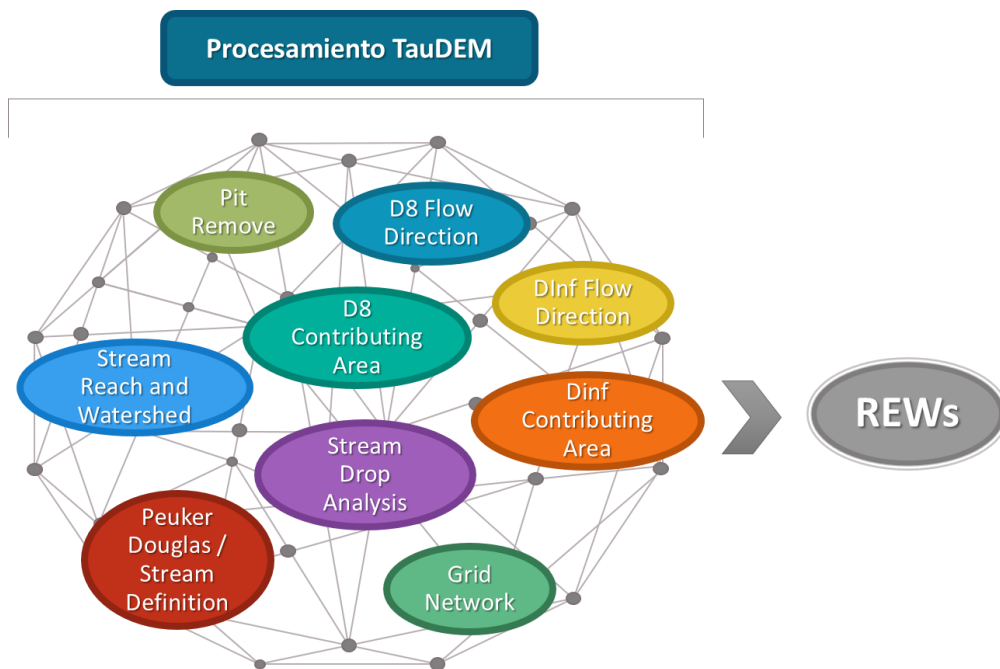 Procesamiento TauDEM
Pit
Remove
D8 Flow
Direction
DInf Flow
Direction
D8
Contributing
Area
Stream
Reach and
Watershed
Dinf
Contributing
Area
REWs
Stream
Drop
Analysis
Peuker
Douglas /
Stream
Definition
Grid
Network